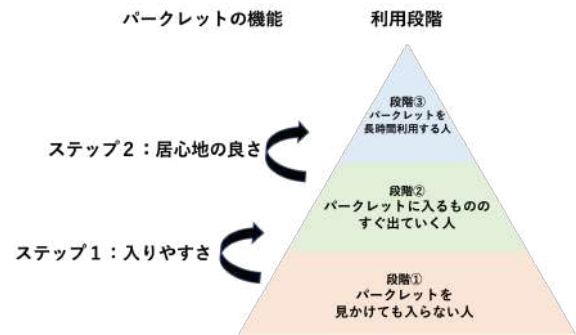 パークレットの機能
利用段階
段階③
パークレットを
長時間利用する人
ステップ２：居心地の良さ
段階②
パークレットに入るものの
すぐ出ていく人
ステップ１：入りやすさ
段階①
パークレットを
見かけても入らない人